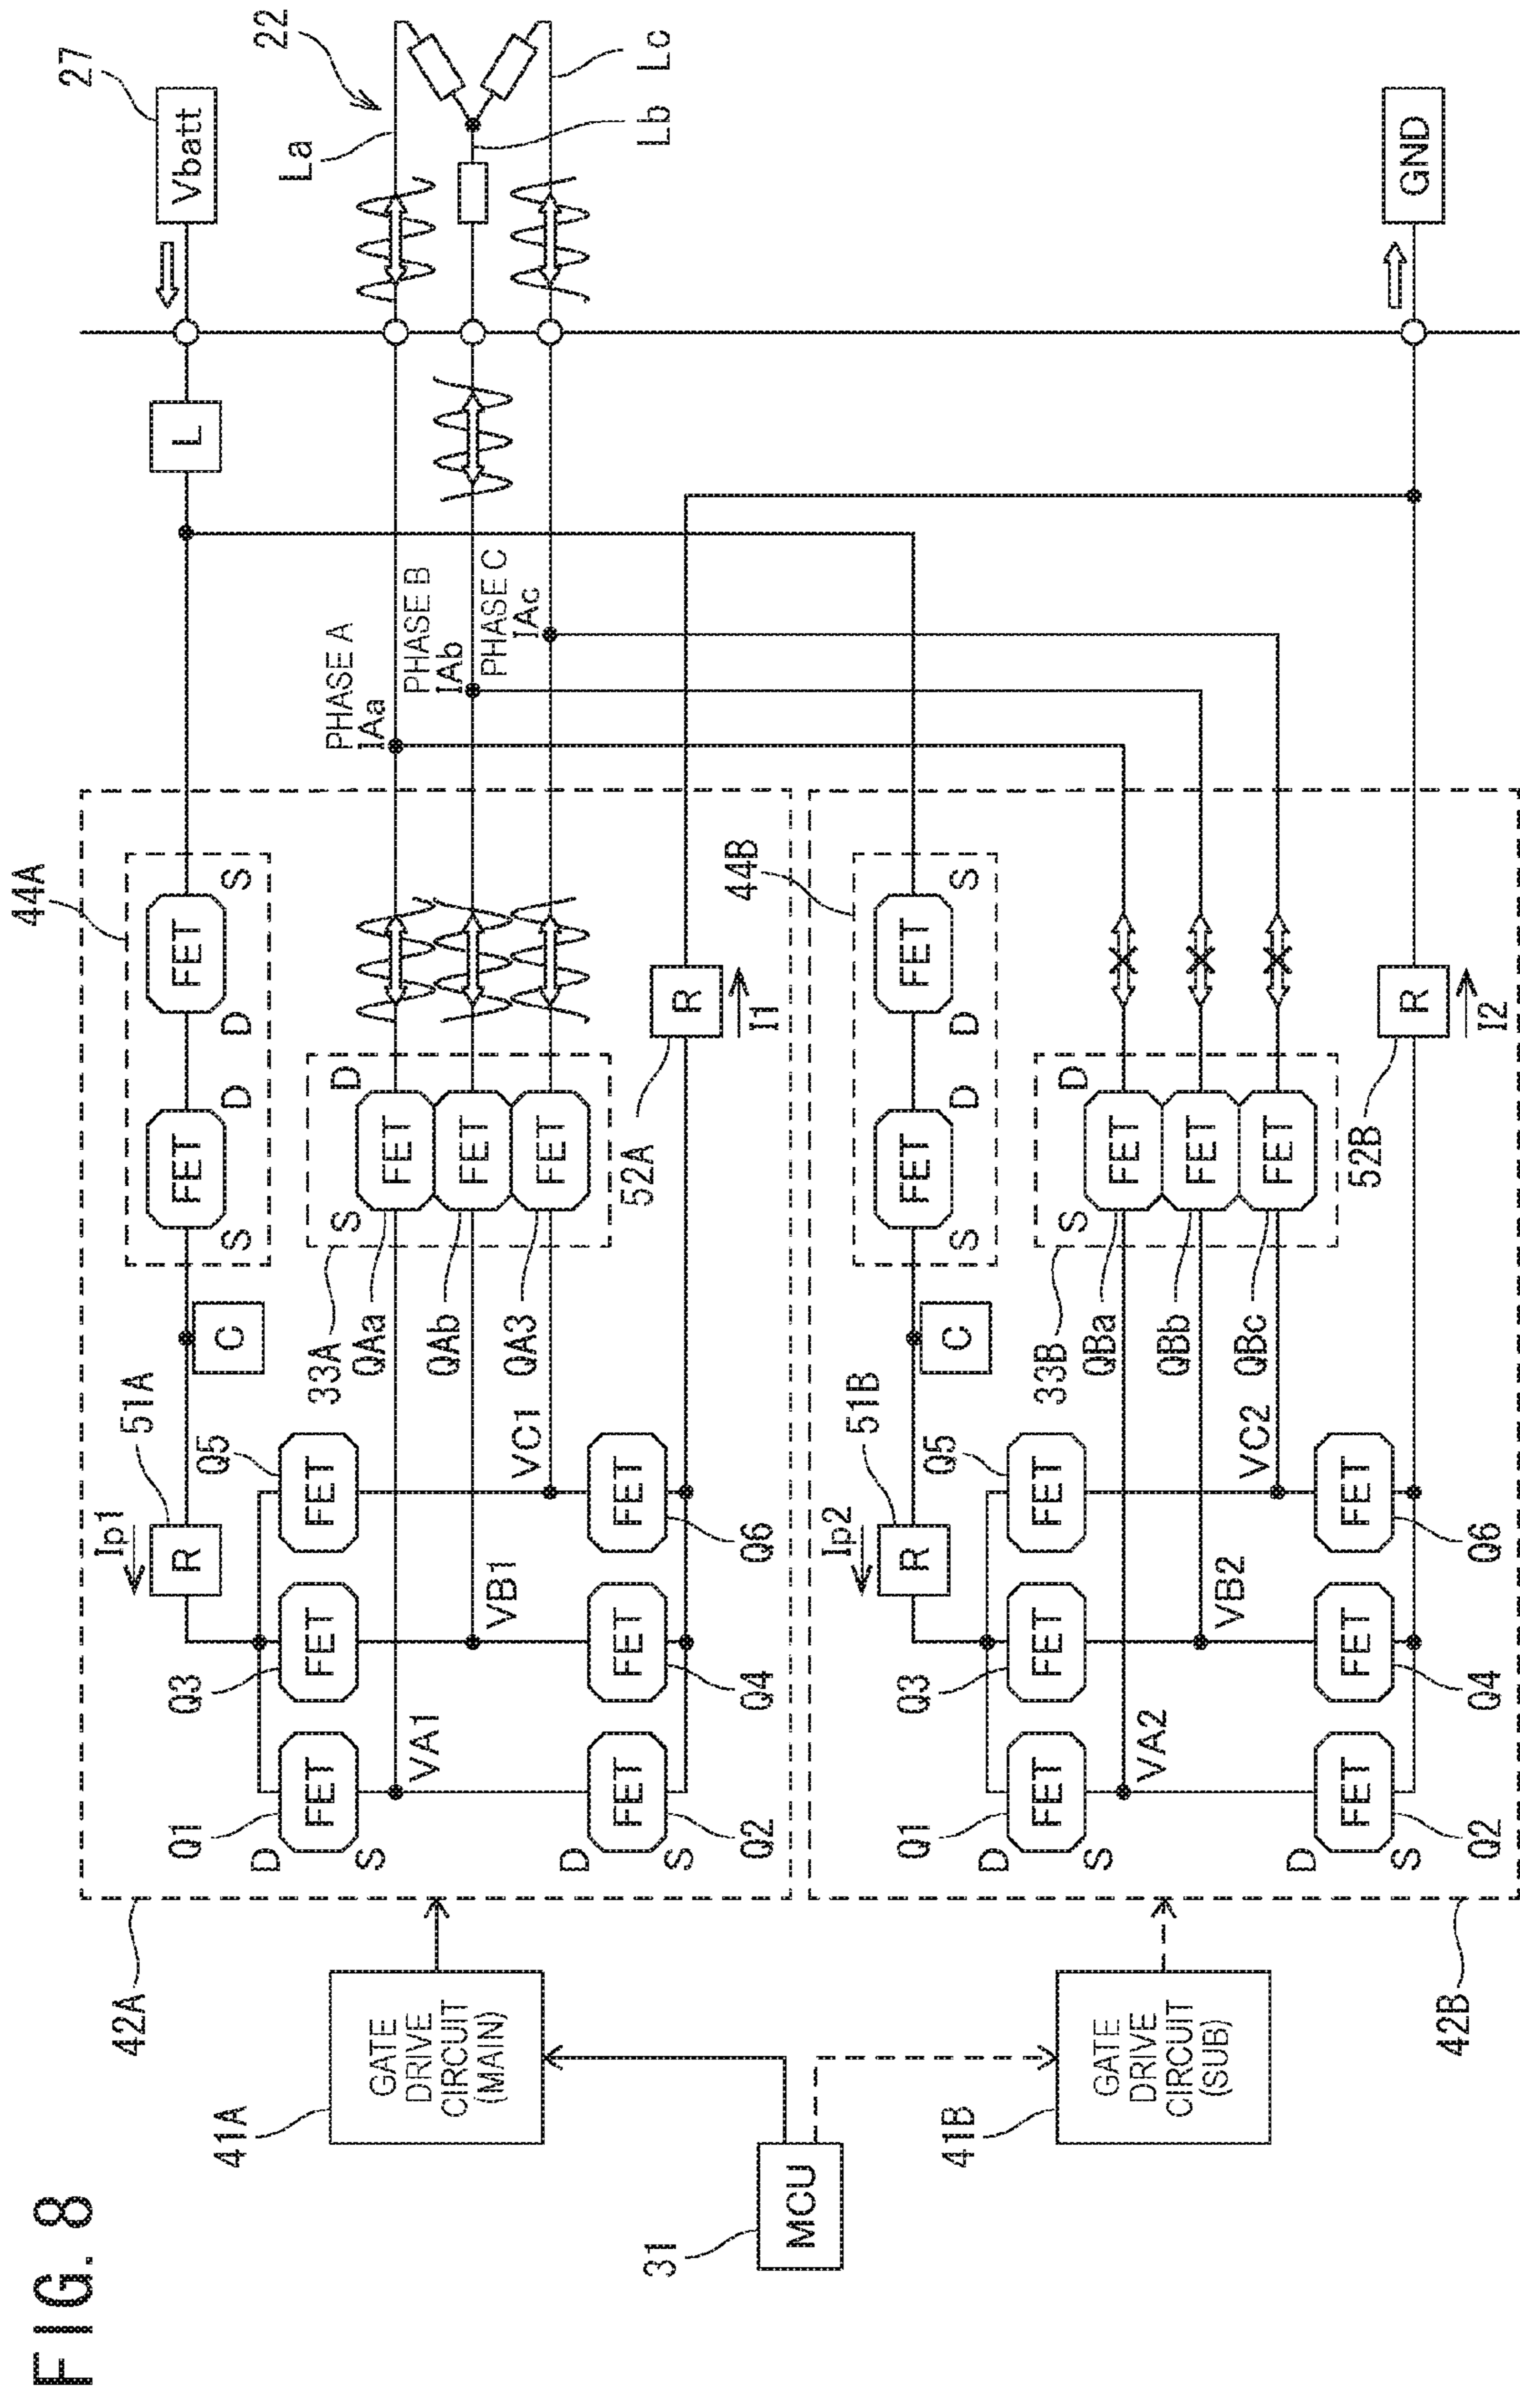 FIG. 8
27
Vbatt
22
La
Lb
Lc
GND
L
PHASE A
IAa
PHASE B
IAb
PHASE C
IAc
44A
FET
FET
S
D
D
S
51A
Ip1
R
C
33A
S
D
FET
FET
FET
QAa
QAb
QA3
52A
R
I1
Q1
Q3
Q5
FET
FET
FET
D
S
VA1
VB1
VC1
FET
FET
FET
D
S
Q2
Q4
Q6
42A
44B
FET
FET
S
D
D
S
51B
Ip2
R
C
33B
S
D
FET
FET
FET
QBa
QBb
QBc
52B
R
I2
Q1
Q3
Q5
FET
FET
FET
D
S
VA2
VB2
VC2
FET
FET
FET
D
S
Q2
Q4
Q6
42B
41A
GATE
DRIVE
CIRCUIT
(MAIN)
41B
GATE
DRIVE
CIRCUIT
(SUB)
31
MCU